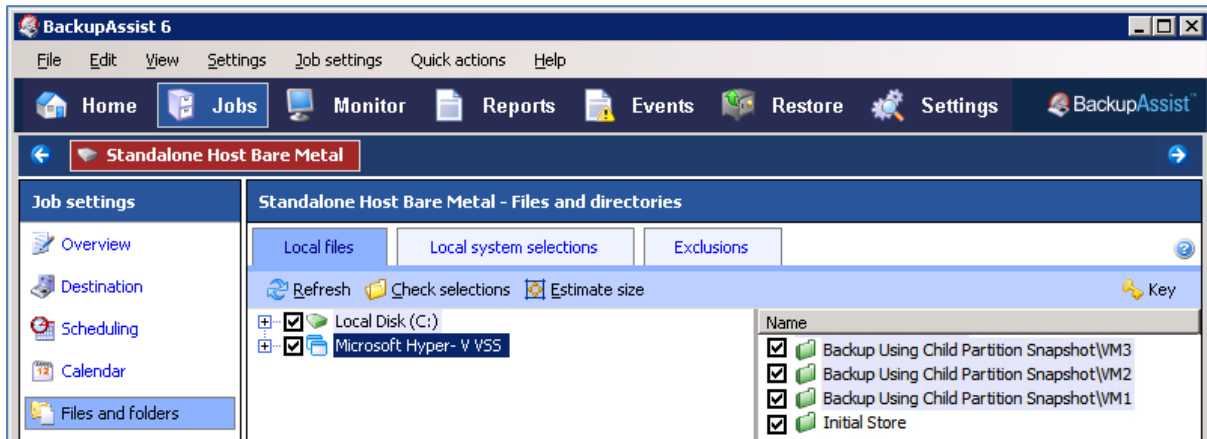 BackupAssist 6
File Edit View Settings Job settings Quick actions Help
Home Jobs Monitor Reports Events Restore Settings BackupAssist™
Standalone Host Bare Metal
Job settings
Standalone Host Bare Metal - Files and directories
Overview
Local files Local system selections Exclusions
Destination
Refresh Check selections Estimate size Key
Scheduling
Local Disk (C:)
Microsoft Hyper- V VSS
Name
Backup Using Child Partition Snapshot\VM3
Backup Using Child Partition Snapshot\VM2
Backup Using Child Partition Snapshot\VM1
Initial Store
12
Calendar
Files and folders